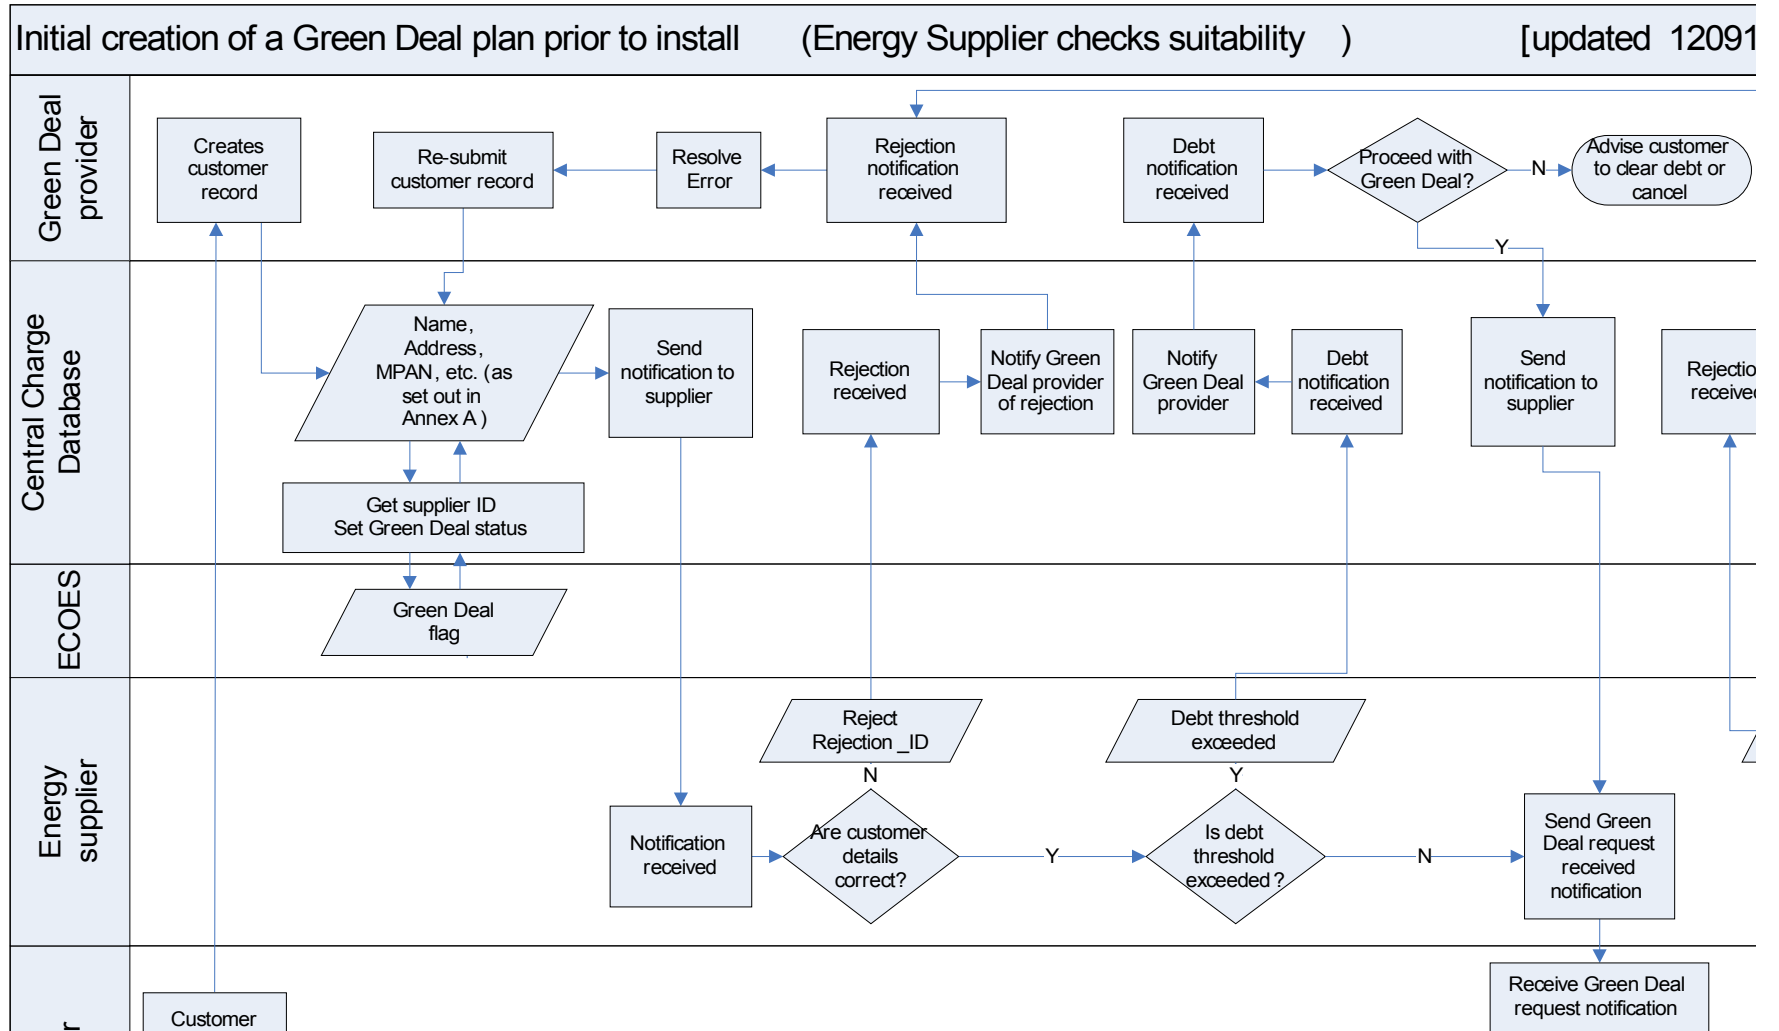 Initial creation of a Green Deal plan prior to install (Energy Supplier checks suitability ) [updated 12091
Green Deal
provider
Creates
customer
record
Re-submit
customer record
Resolve
Error
Rejection
notification
received
Debt
notification
received
Proceed with
Green Deal?
N
Advise customer
to clear debt or
cancel
Y
Central Charge
Database
Name,
Address,
MPAN, etc. (as
set out in
Annex A)
Send
notification to
supplier
Rejection
received
Notify Green
Deal provider
of rejection
Notify
Green Deal
provider
Debt
notification
received
Send
notification to
supplier
Rejectio
received
Get supplier ID
Set Green Deal status
ECOES
Green Deal
flag
Energy
supplier
Reject
Rejection _ID
N
Debt threshold
exceeded
Y
Notification
received
Are customer
details
correct?
Y
Is debt
threshold
exceeded?
N
Send Green
Deal request
received
notification
Customer
Receive Green Deal
request notification